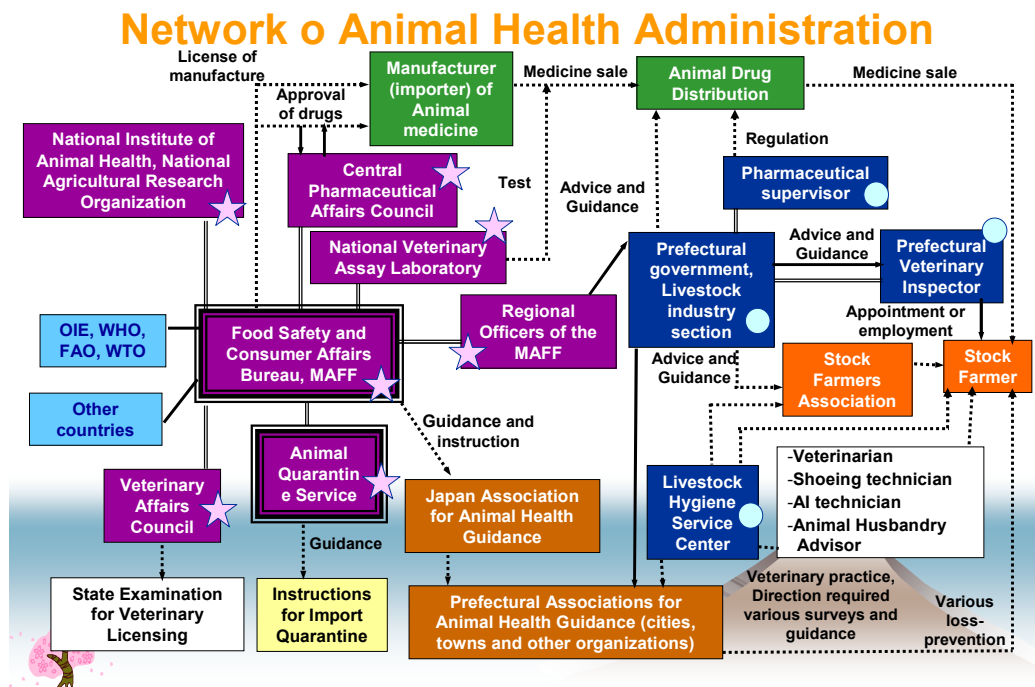 Network o Animal Health Administration
License of
manufacture
Manufacturer
(importer) of
Animal
medicine
Medicine sale
Animal Drug
Distribution
Medicine sale
Approval
of drugs
National Institute of
Animal Health, National
Agricultural Research
Organization
Central
Pharmaceutical
Affairs Council
Test
Advice and
Guidance
Regulation
Pharmaceutical
supervisor
National Veterinary
Assay Laboratory
Prefectural
government,
Livestock
industry
section
Advice and
Guidance
Prefectural
Veterinary
Inspector
OIE, WHO,
FAO, WTO
Food Safety and
Consumer Affairs
Bureau, MAFF
Regional
Officers of the
MAFF
Appointment or
employment
Advice and
Guidance
Stock
Farmers
Association
Stock
Farmer
Other
countries
Guidance and
instruction
Animal
Quarantin
e Service
Veterinary
Affairs
Council
Japan Association
for Animal Health
Guidance
Livestock
Hygiene
Service
Center
-Veterinarian
-Shoeing technician
-AI technician
-Animal Husbandry
Advisor
Guidance
State Examination
for Veterinary
Licensing
Instructions
for Import
Quarantine
Prefectural Associations for
Animal Health Guidance (cities,
towns and other organizations)
Veterinary practice,
Direction required
various surveys and
guidance
Various
loss-
prevention